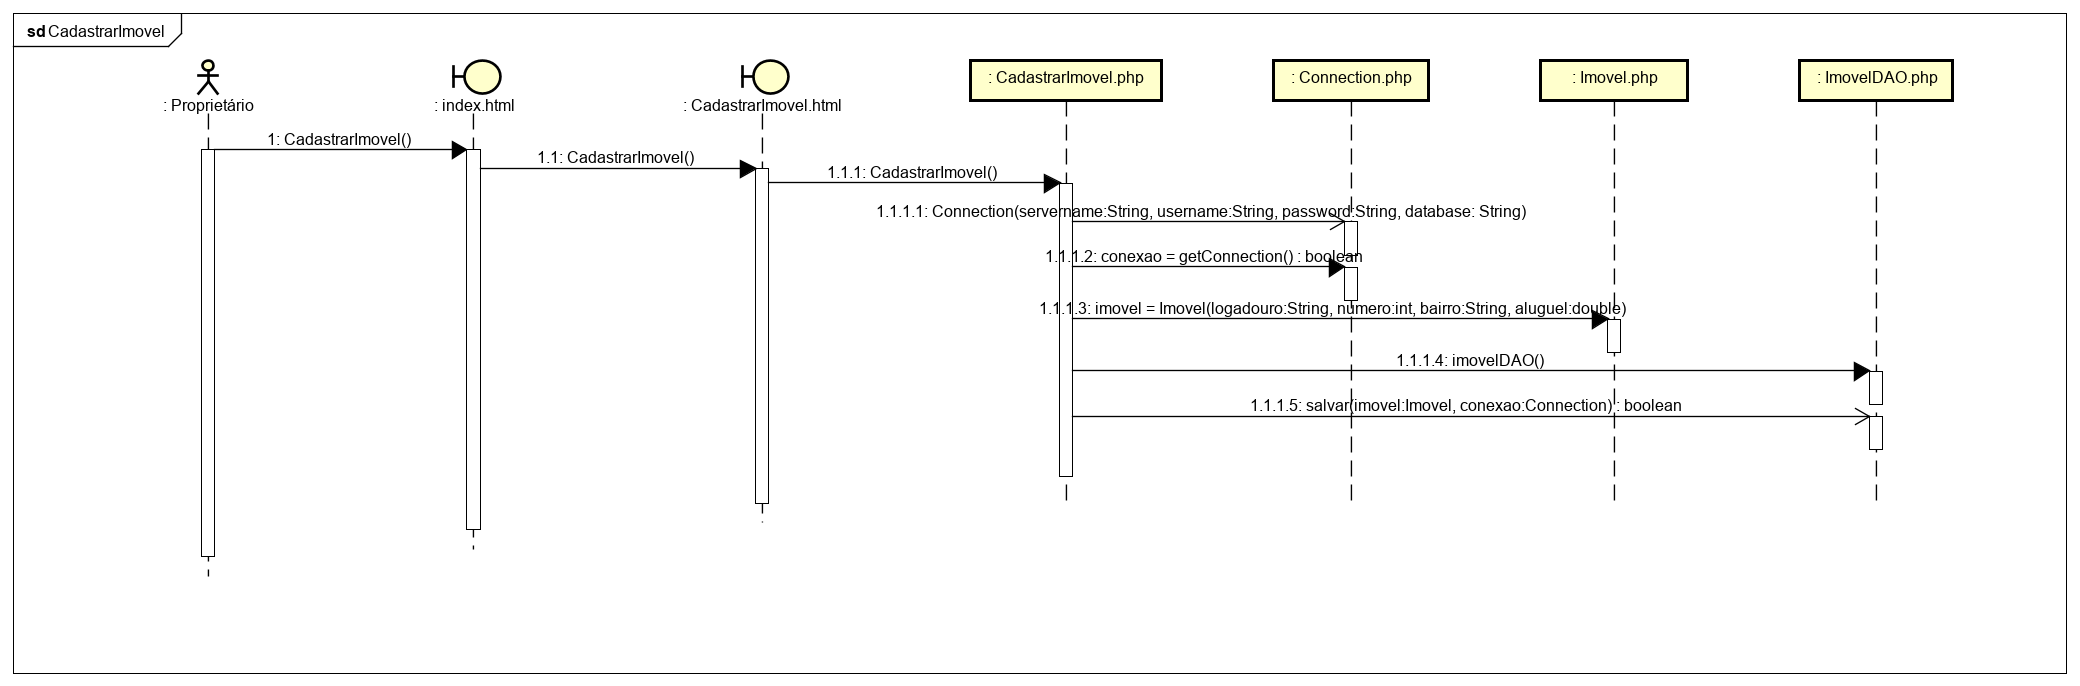 sd CadastrarImovel
: Proprietário
: index.html
: CadastrarImovel.html
: CadastrarImovel.php
: Connection.php
: Imovel.php
: ImovelDAO.php
1: CadastrarImovel()
1.1: CadastrarImovel()
1.1.1: CadastrarImovel()
1.1.1.1: Connection(servername:String, username:String, password:String, database: String)
1.1.1.2: conexao = getConnection() : boolean
1.1.1.3: imovel = Imovel(logadouro:String, numero:int, bairro:String, aluguel:double)
1.1.1.4: imovelDAO()
1.1.1.5: salvar(imovel:Imovel, conexao:Connection) : boolean